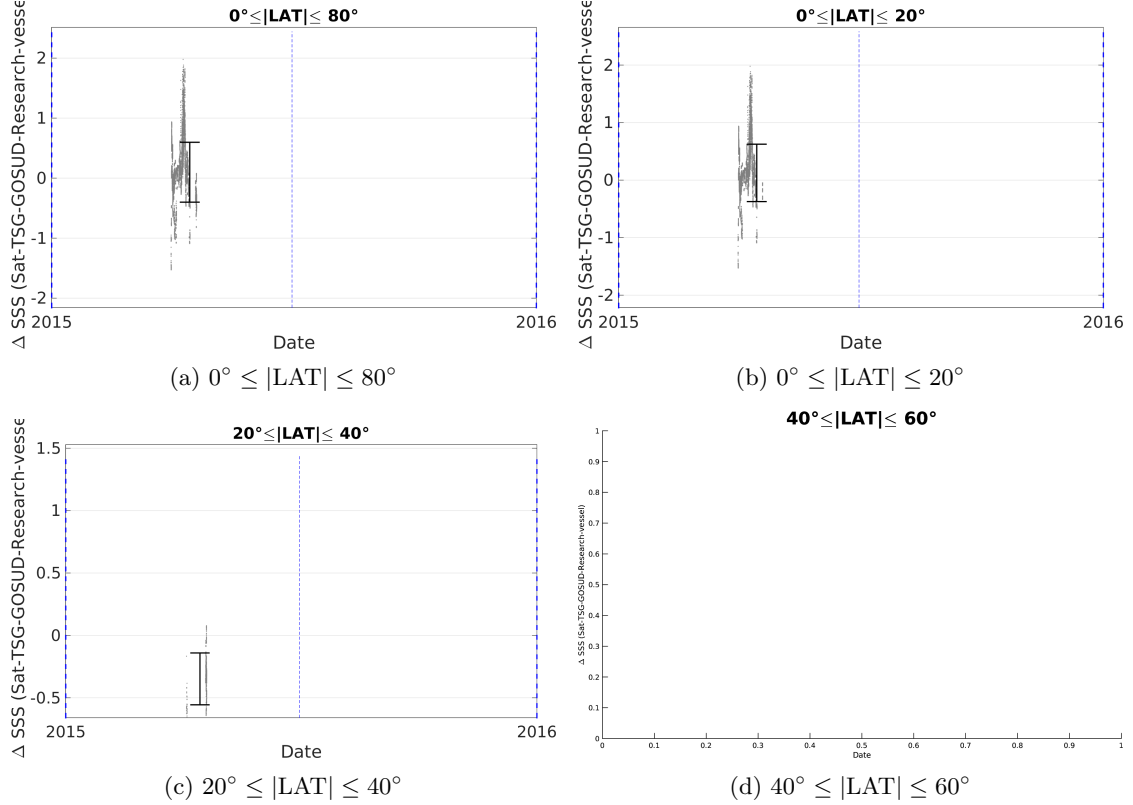 0°≤|LAT|≤ 80°
Δ SSS (Sat-TSG-GOSUD-Research-vesse
2
1
0
-1
-2
2015
2016
Date
(a) 0° ≤ |LAT| ≤ 80°
0°≤|LAT|≤ 20°
Δ SSS (Sat-TSG-GOSUD-Research-vesse
2
1
0
-1
-2
2015
2016
Date
(b) 0° ≤ |LAT| ≤ 20°
20°≤|LAT|≤ 40°
Δ SSS (Sat-TSG-GOSUD-Research-vesse
1.5
1
0.5
0
-0.5
2015
2016
Date
(c) 20° ≤ |LAT| ≤ 40°
40°≤|LAT|≤ 60°
Δ SSS (Sat-TSG-GOSUD-Research-vessel)
1
0.9
0.8
0.7
0.6
0.5
0.4
0.3
0.2
0.1
0
0 0.1 0.2 0.3 0.4 0.5 0.6 0.7 0.8 0.9 1
Date
(d) 40° ≤ |LAT| ≤ 60°